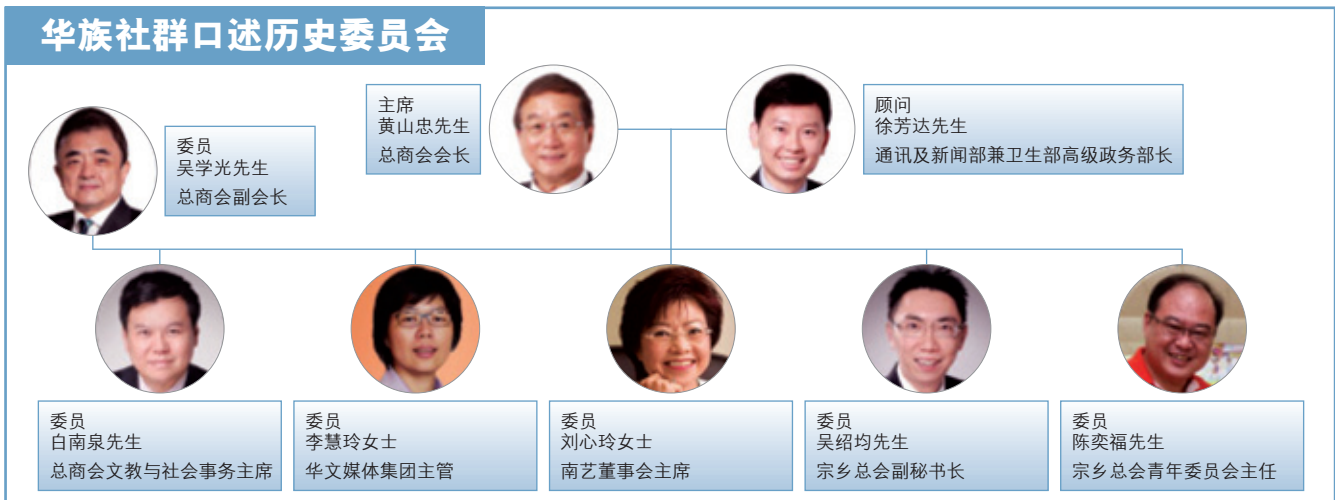 华族社群口述历史委员会
主席
黄山忠先生
总商会会长
顾问
徐芳达先生
通讯及新闻部兼卫生部高级政务部长
委员
吴学光先生
总商会副会长
委员
白南泉先生
总商会文教与社会事务主席
委员
李慧玲女士
华文媒体集团主管
委员
刘心玲女士
南艺董事会主席
委员
吴绍均先生
宗乡总会副秘书长
委员
陈奕福先生
宗乡总会青年委员会主任